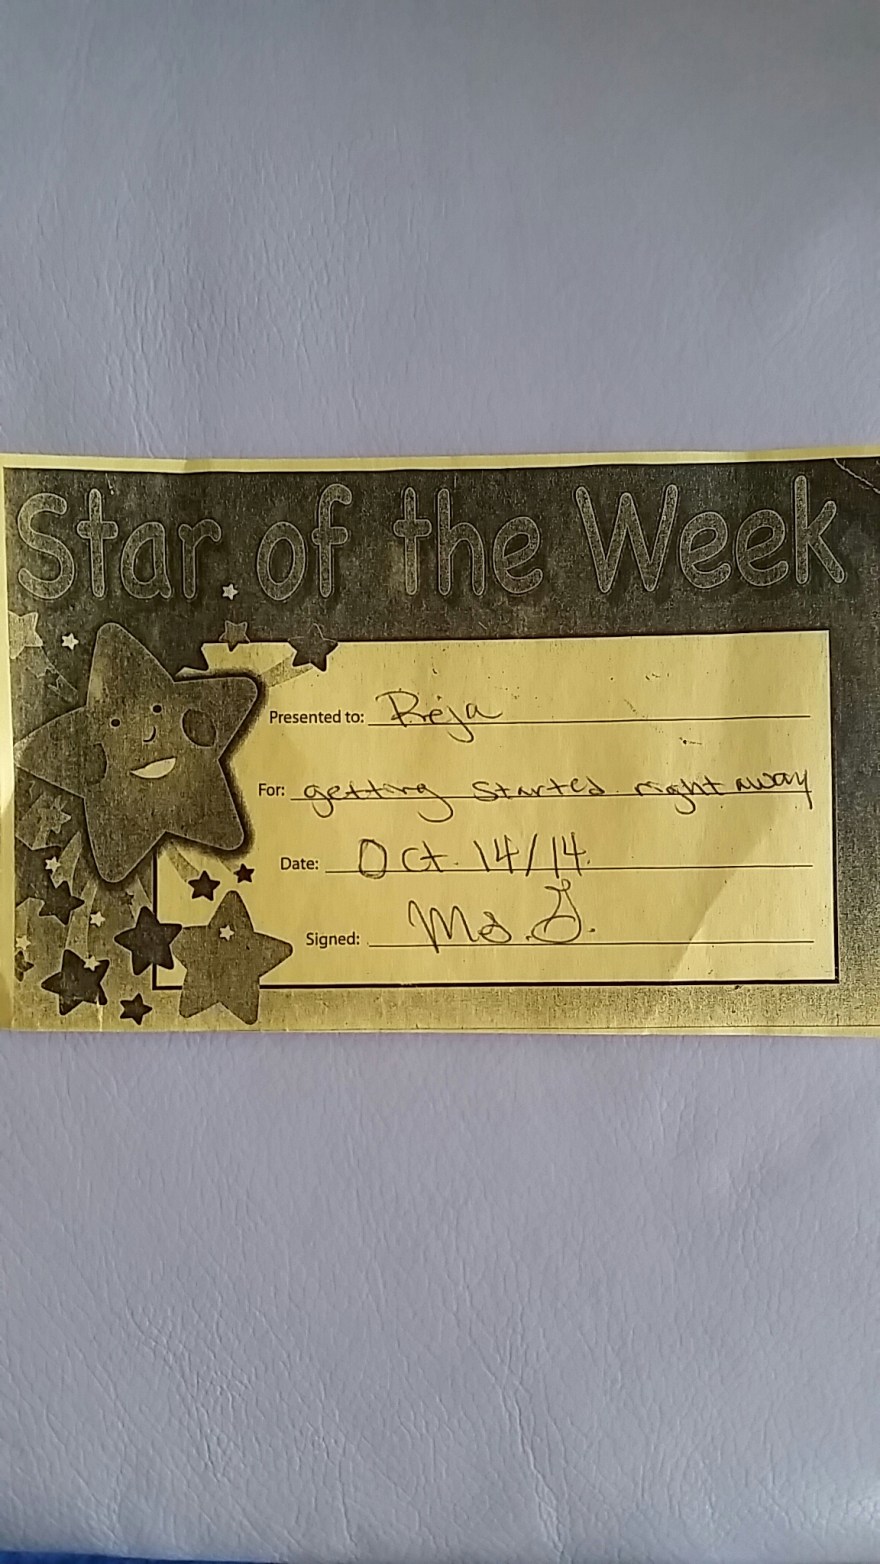 Star of the Week
Presented to: Reja
For: getting started right away
Date: Oct. 14/14.
Signed: Ms. J.